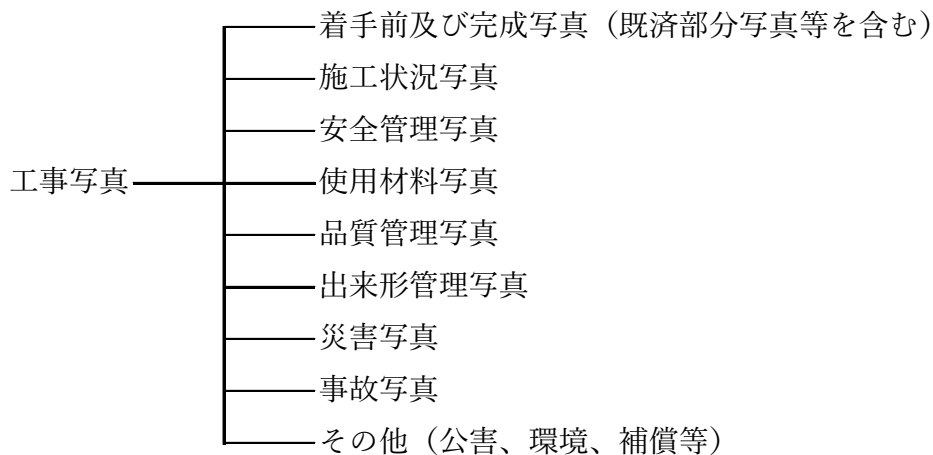 着手前及び完成写真（既済部分写真等を含む）
施工状況写真
安全管理写真
工事写真
使用材料写真
品質管理写真
出来形管理写真
災害写真
事故写真
その他（公害、環境、補償等）